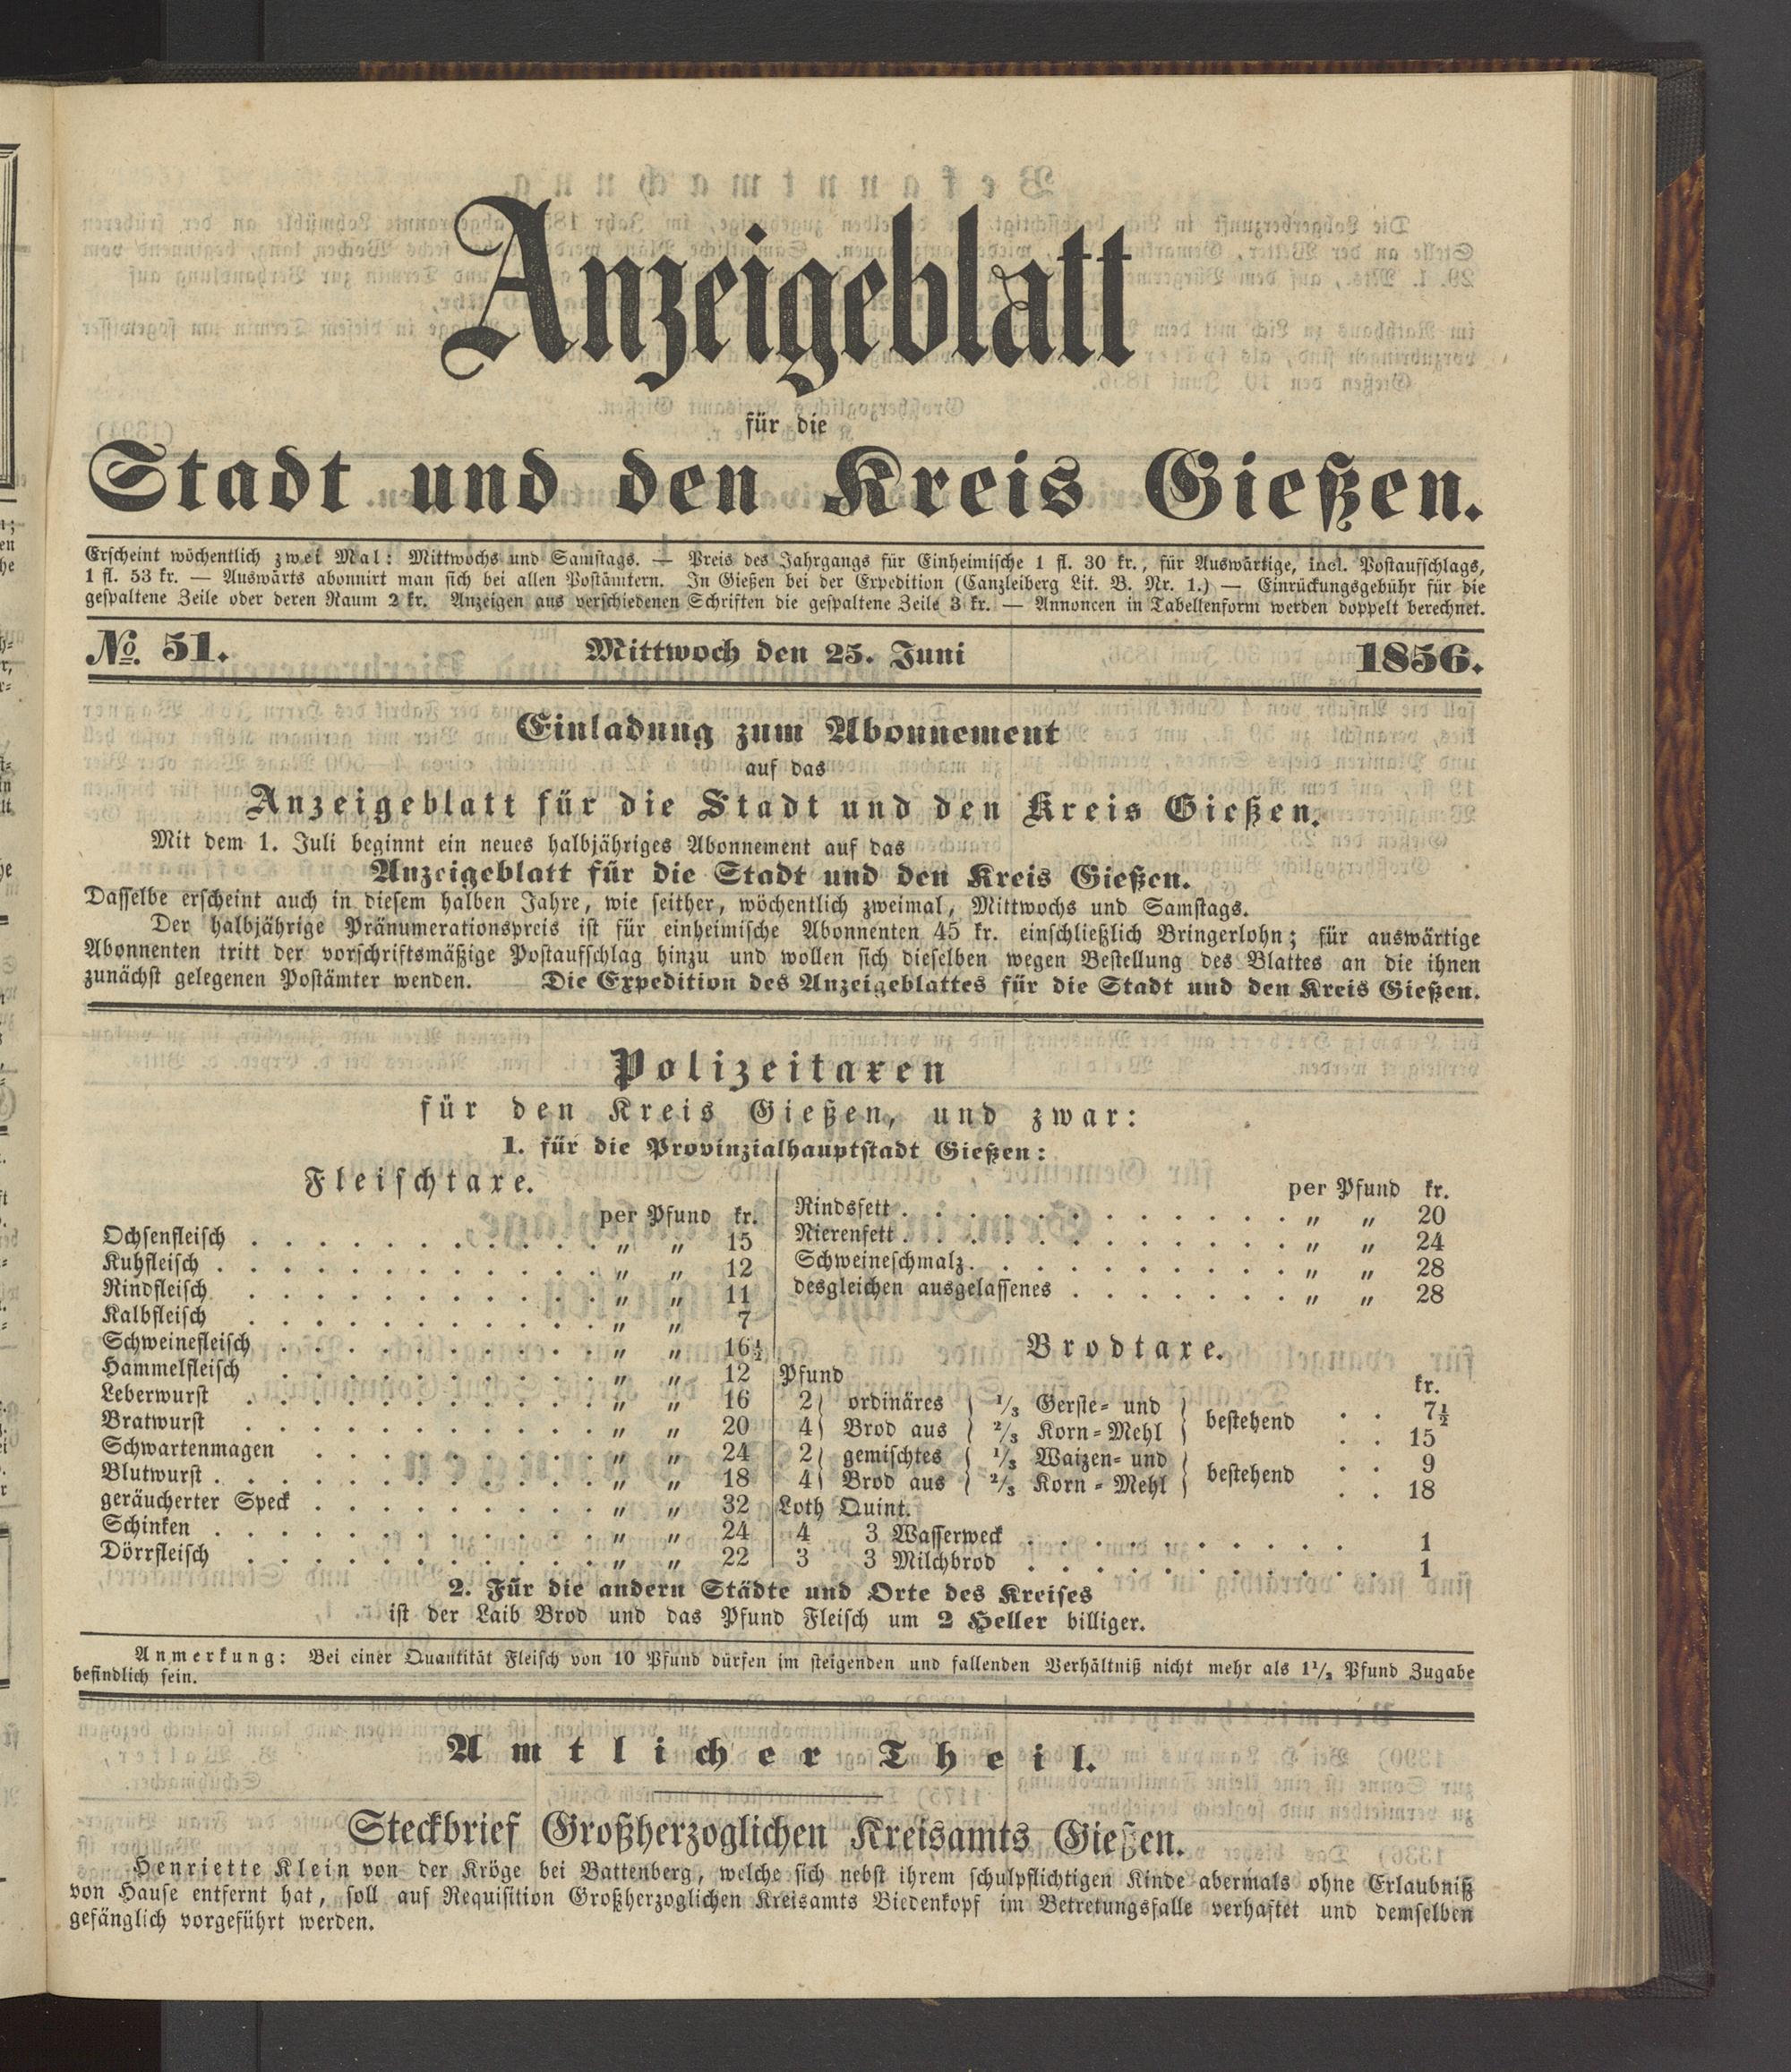 Anzeigeblatt
für die
Stadt und den Kreis Gießen.
Erscheint wöchentlich zwei Mal: Mittwochs und Samstags. — Preis des Jahrgangs für Einheimische 1 fl. 30 kr., für Auswärtige, incl. Postaufschlags,
1 fl. 53 kr. — Auswärts abonnirt man sich bei allen Postämtern. In Gießen bei der Expedition (Canzleiberg Lit. B. Nr. 1.) — Einrückungsgebühr für die
gespaltene Zeile oder deren Raum 2 kr. Anzeigen aus verschiedenen Schriften die gespaltene Zeile 3 kr. — Annoncen in Tabellenform werden doppelt berechnet.
No. 51. Mittwoch den 25. Juni 1856.
Einladung zum Abonnement
auf das
Anzeigeblatt für die Stadt und den Kreis Gießen.
Mit dem 1. Juli beginnt ein neues halbjähriges Abonnement auf das
Anzeigeblatt für die Stadt und den Kreis Gießen.
Dasselbe erscheint auch in diesem halben Jahre, wie seither, wöchentlich zweimal, Mittwochs und Samstags.
Der halbjährige Pränumerationspreis ist für einheimische Abonnenten 45 kr. einschließlich Bringerlohn; für auswärtige
Abonnenten tritt der vorschriftsmäßige Postaufschlag hinzu und wollen sich dieselben wegen Bestellung des Blattes an die ihnen
zunächst gelegenen Postämter wenden. Die Expedition des Anzeigeblattes für die Stadt und den Kreis Gießen.
Polizeitaxen
für den Kreis Gießen, und zwar:
1. für die Provinzialhauptstadt Gießen:
Fleischtaxe.
per Pfund kr.
Ochsenfleisch . . . . . . . . . . . „ „ 15
Kuhfleisch . . . . . . . . . . . . „ „ 12
Rindfleisch . . . . . . . . . . . „ „ 11
Kalbfleisch . . . . . . . . . . . „ „ 7
Schweinefleisch . . . . . . . . . . „ „ 16½
Hammelfleisch . . . . . . . . . . „ „ 12
Leberwurst . . . . . . . . . . . „ „ 16
Bratwurst . . . . . . . . . . . „ „ 20
Schwartenmagen . . . . . . . . . „ „ 24
Blutwurst . . . . . . . . . . . . „ „ 18
geräucherter Speck . . . . . . . . . „ „ 32
Schinken . . . . . . . . . . . . „ „ 24
Dörrfleisch . . . . . . . . . . . „ „ 22
per Pfund kr.
Rindsfett . . . . . . . . . . . . „ „ 20
Nierenfett . . . . . . . . . . . . „ „ 24
Schweineschmalz . . . . . . . . . . „ „ 28
desgleichen ausgelassenes . . . . . . . „ „ 28
Brodtaxe.
Pfund kr.
2) ordinäres { 1/3 Gerste- und } bestehend . . 7½
4) Brod aus { 2/3 Korn-Mehl } . . 15
2) gemischtes { 1/3 Waizen- und } bestehend . . 9
4) Brod aus { 2/3 Korn-Mehl } . . 18
Loth Quint.
4 3 Wasserweck . . . . . . . . . . 1
3 3 Milchbrod . . . . . . . . . . . 1
2. Für die andern Städte und Orte des Kreises
ist der Laib Brod und das Pfund Fleisch um 2 Heller billiger.
Anmerkung: Bei einer Quantität Fleisch von 10 Pfund dürfen im steigenden und fallenden Verhältniß nicht mehr als 1½ Pfund Zugabe
befindlich sein.
Amtlicher Theil.
Steckbrief Großherzoglichen Kreisamts Gießen.
Henriette Klein von der Kröge bei Battenberg, welche sich nebst ihrem schulpflichtigen Kinde abermals ohne Erlaubniß
von Hause entfernt hat, soll auf Requisition Großherzoglichen Kreisamts Biedenkopf im Betretungsfalle verhaftet und demselben
gefänglich vorgeführt werden.